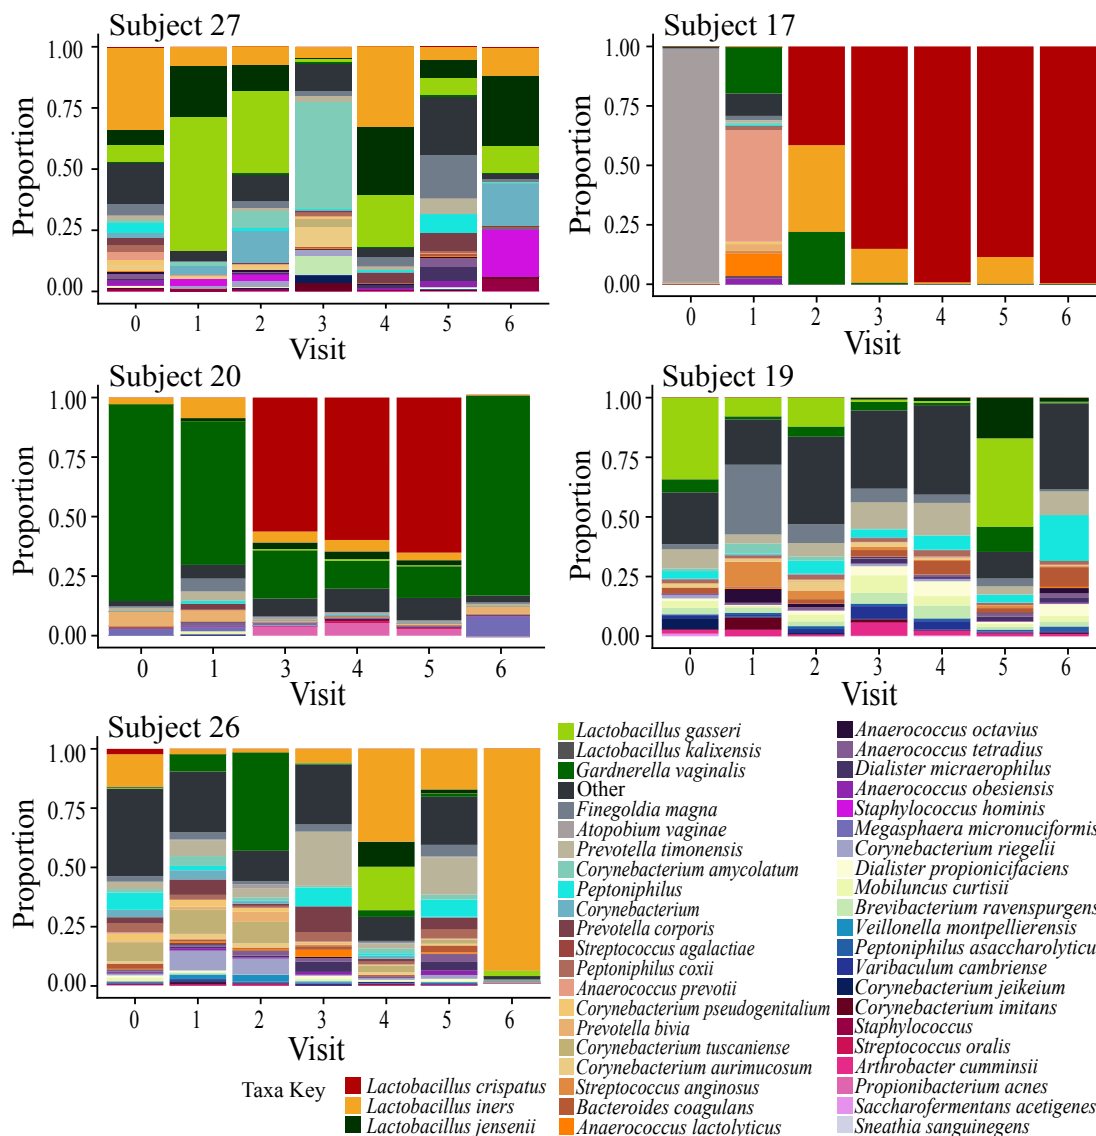 Subject 27
1.00
0.75
0.50
0.25
0.00
Proportion
0 1 2 3 4 5 6
Visit
Subject 17
1.00
0.75
0.50
0.25
0.00
Proportion
0 1 2 3 4 5 6
Visit
Subject 20
1.00
0.75
0.50
0.25
0.00
Proportion
0 1 3 4 5 6
Visit
Subject 19
1.00
0.75
0.50
0.25
0.00
Proportion
0 1 2 3 4 5 6
Visit
Subject 26
1.00
0.75
0.50
0.25
0.00
Proportion
0 1 2 3 4 5 6
Visit
Taxa Key
Lactobacillus crispatus
Lactobacillus iners
Lactobacillus jensenii
Lactobacillus gasseri
Lactobacillus kalixensis
Gardnerella vaginalis
Other
Finegoldia magna
Atopobium vaginae
Prevotella timonensis
Corynebacterium amycolatum
Peptoniphilus
Corynebacterium
Prevotella corporis
Streptococcus agalactiae
Peptoniphilus coxii
Anaerococcus prevotii
Corynebacterium pseudogenitalium
Prevotella bivia
Corynebacterium tuscaniense
Corynebacterium aurimucosum
Streptococcus anginosus
Bacteroides coagulans
Anaerococcus lactolyticus
Anaerococcus octavius
Anaerococcus tetradius
Dialister micraerophilus
Anaerococcus obesiensis
Staphylococcus hominis
Megasphaera micronuciformis
Corynebacterium riegelii
Dialister propionicifaciens
Mobiluncus curtisii
Brevibacterium ravenspurgens
Veillonella montpellierensis
Peptoniphilus asaccharolyticu
Varibaculum cambriense
Corynebacterium jeikeium
Corynebacterium imitans
Staphylococcus
Streptococcus oralis
Arthrobacter cumminsii
Propionibacterium acnes
Saccharofermentans acetigenes
Sneathia sanguinegens